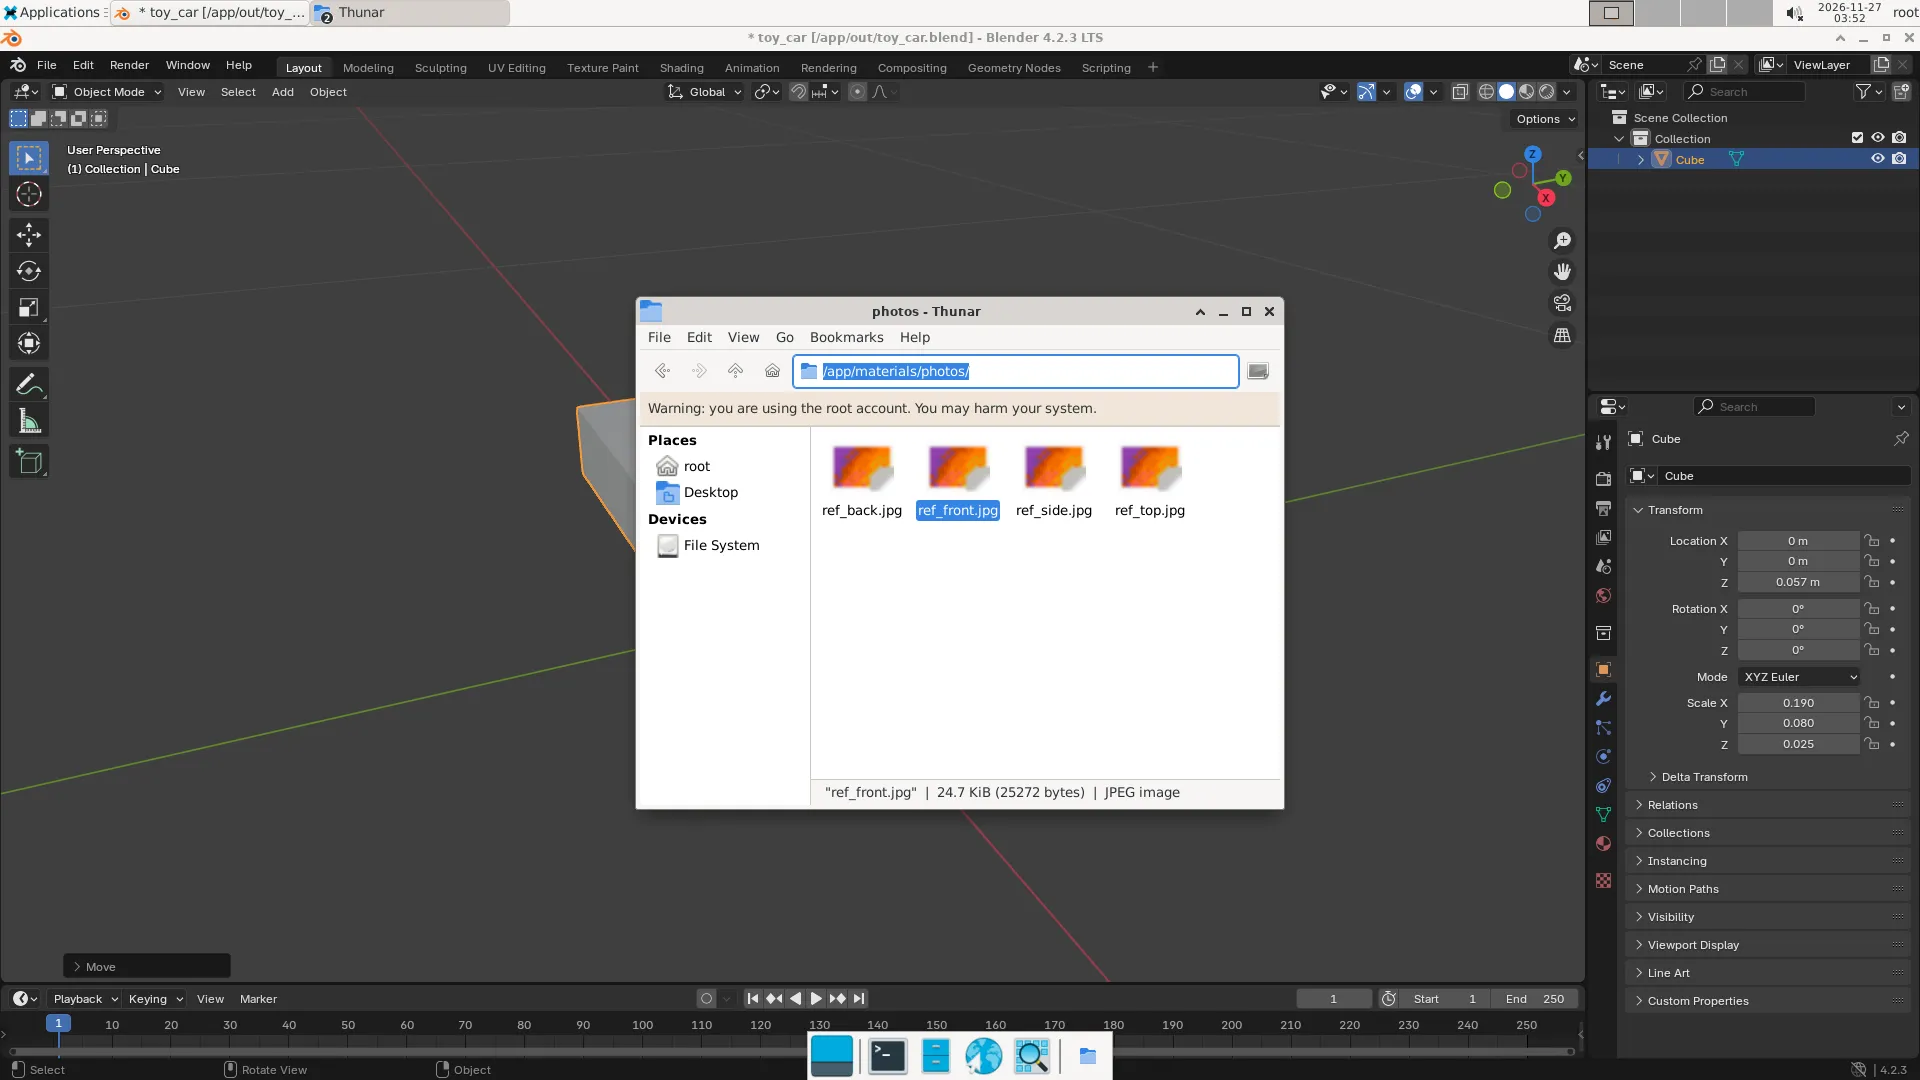 Applications
* toy_car [/app/out/toy_...
2
Thunar
2026-11-27
03:52
root
* toy_car [/app/out/toy_car.blend] - Blender 4.2.3 LTS
File Edit Render Window Help
Layout Modeling Sculpting UV Editing Texture Paint Shading Animation Rendering Compositing Geometry Nodes Scripting +
Scene
ViewLayer
Object Mode View Select Add Object
Global
Search
Options
User Perspective
(1) Collection | Cube
Z
Y
X
Scene Collection
Collection
Cube
photos - Thunar
File Edit View Go Bookmarks Help
/app/materials/photos/
Warning: you are using the root account. You may harm your system.
Places
root
Desktop
Devices
File System
ref_back.jpg ref_front.jpg ref_side.jpg ref_top.jpg
"ref_front.jpg" | 24.7 KiB (25272 bytes) | JPEG image
Search
Cube
Cube
Transform
Location X 0 m
Y 0 m
Z 0.057 m
Rotation X 0°
Y 0°
Z 0°
Mode XYZ Euler
Scale X 0.190
Y 0.080
Z 0.025
Delta Transform
Relations
Collections
Instancing
Motion Paths
Visibility
Viewport Display
Line Art
Custom Properties
Move
Playback Keying View Marker
1 Start 1 End 250
1 10 20 30 40 50 60 70 80 90 100 110 120 130 140 150 160 170 180 190 200 210 220 230 240 250
Select Rotate View Object
4.2.3